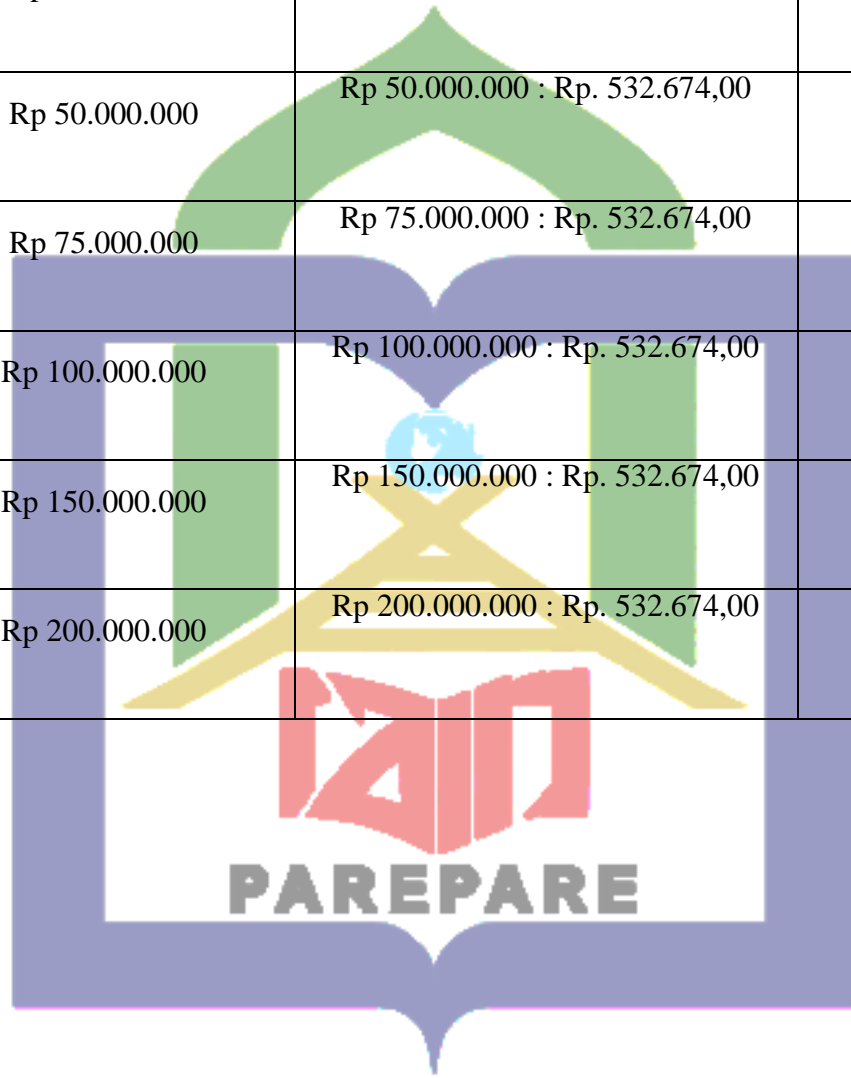 Rp 50.000.000 Rp 50.000.000 : Rp. 532.674,00
Rp 75.000.000 Rp 75.000.000 : Rp. 532.674,00
Rp 100.000.000 Rp 100.000.000 : Rp. 532.674,00
Rp 150.000.000 Rp 150.000.000 : Rp. 532.674,00
Rp 200.000.000 Rp 200.000.000 : Rp. 532.674,00
iain
PAREPARE